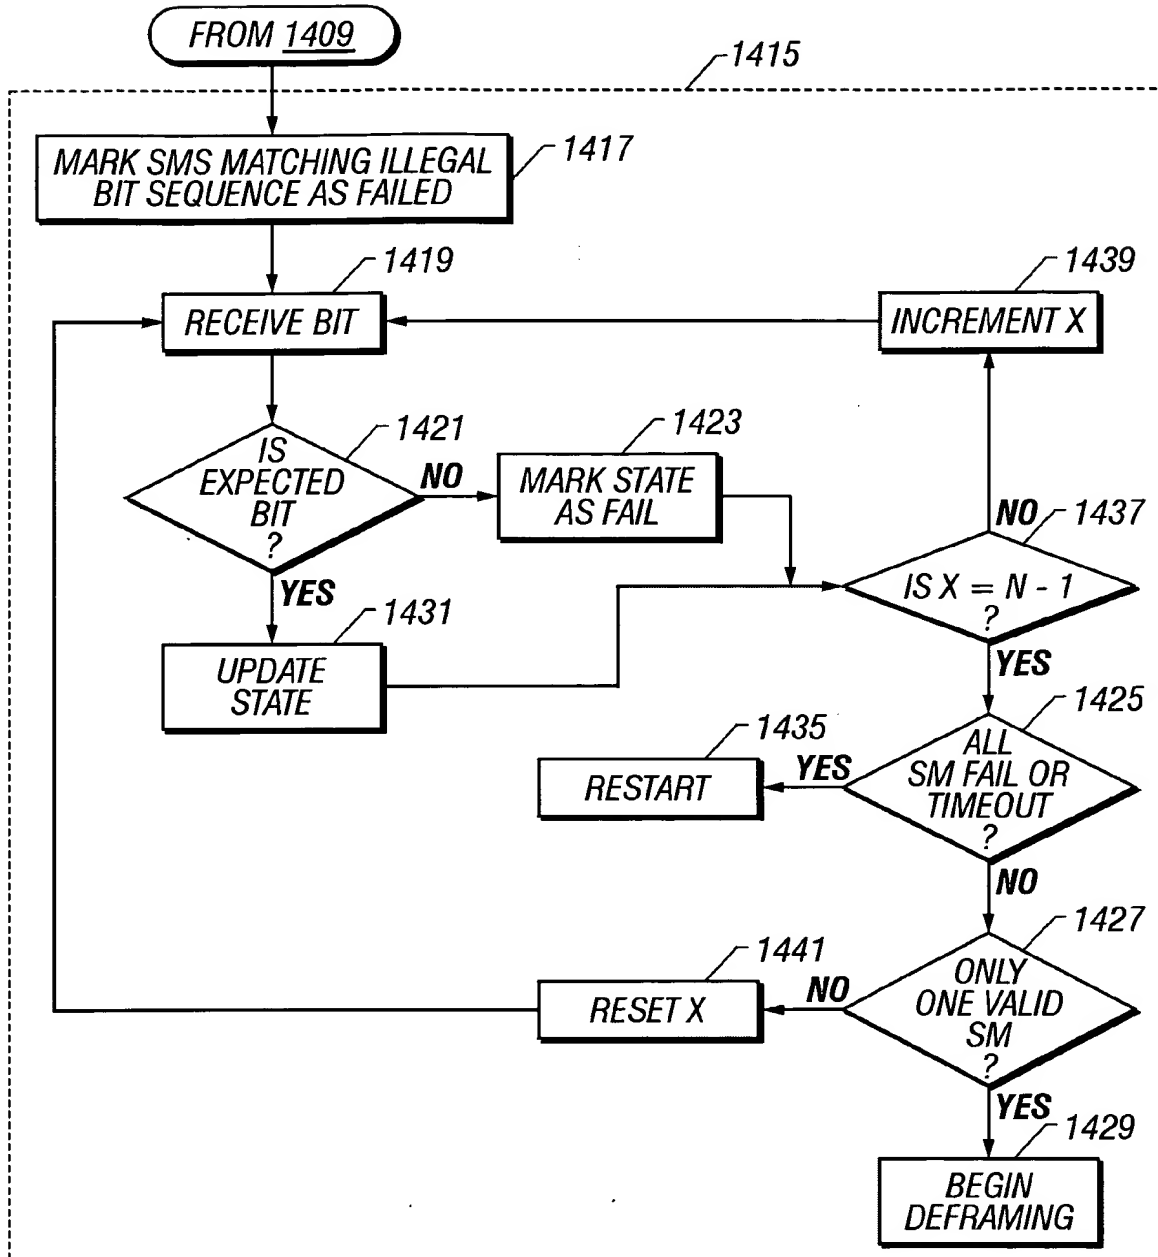 FROM 1409
1415
MARK SMS MATCHING ILLEGAL
BIT SEQUENCE AS FAILED
1417
1419
RECEIVE BIT
1439
INCREMENT X
1421
IS
EXPECTED
BIT
?
NO
1423
MARK STATE
AS FAIL
YES
1431
UPDATE
STATE
NO
1437
IS X = N - 1
?
YES
1425
ALL
SM FAIL OR
TIMEOUT
?
YES
1435
RESTART
NO
1427
ONLY
ONE VALID
SM
?
NO
1441
RESET X
YES
1429
BEGIN
DEFRAMING